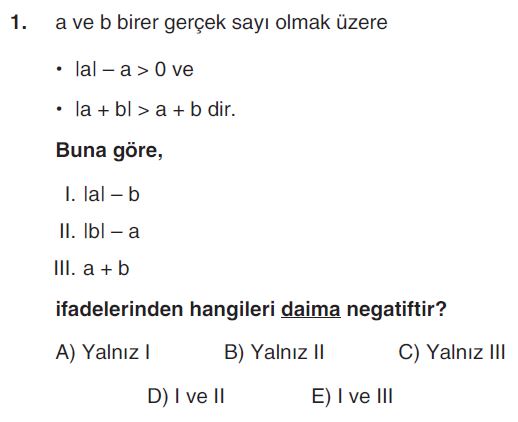 1. a ve b birer gerçek sayı olmak üzere
• |a| – a > 0 ve
• |a + b| > a + b dir.
Buna göre,
I. |a| – b
II. |b| – a
III. a + b
ifadelerinden hangileri daima negatiftir?
A) Yalnız I B) Yalnız II C) Yalnız III
D) I ve II E) I ve III